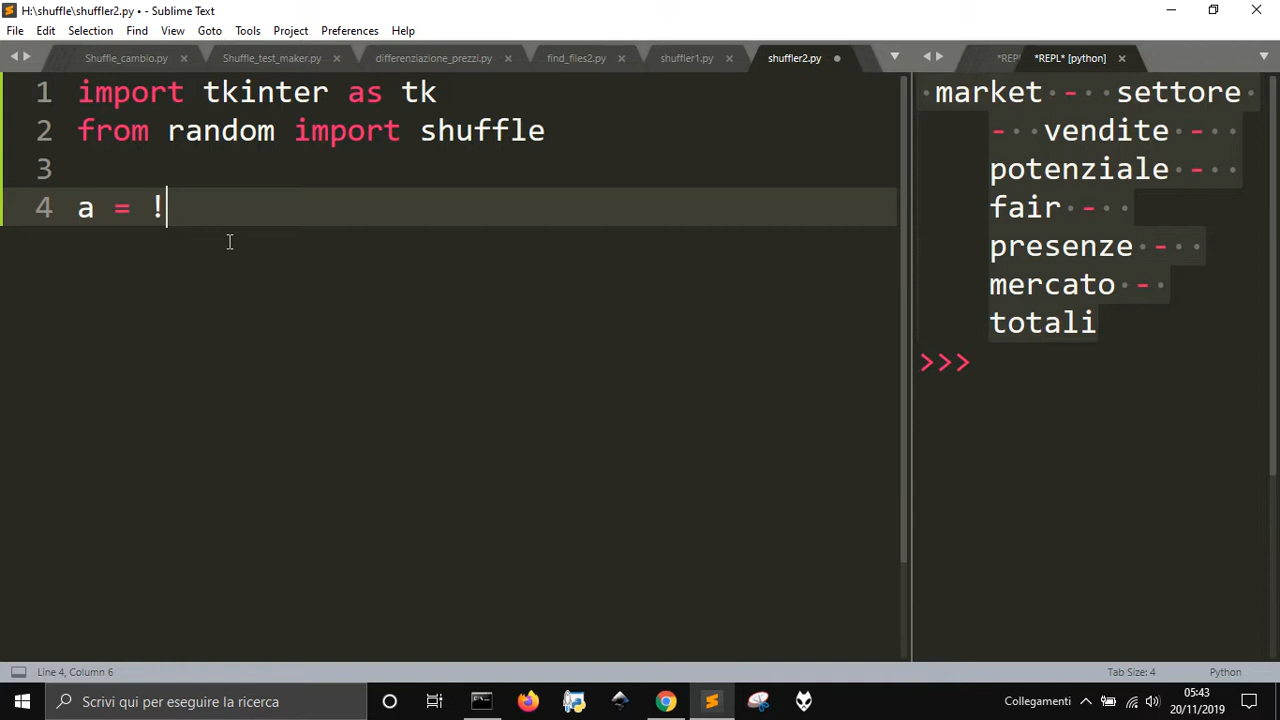 H:\shuffle\shuffler2.py • - Sublime Text
File Edit Selection Find View Goto Tools Project Preferences Help
Shuffle_cambio.py Shuffle_test_maker.py differenziazione_prezzi.py find_files2.py shuffler1.py shuffler2.py *REPL *REPL* [python]
1 import tkinter as tk
2 from random import shuffle
3
4 a = !
market - settore
- vendite -
potenziale -
fair -
presenze -
mercato -
totali
>>>
Line 4, Column 6 Tab Size: 4 Python
Scrivi qui per eseguire la ricerca Collegamenti 05:43
20/11/2019